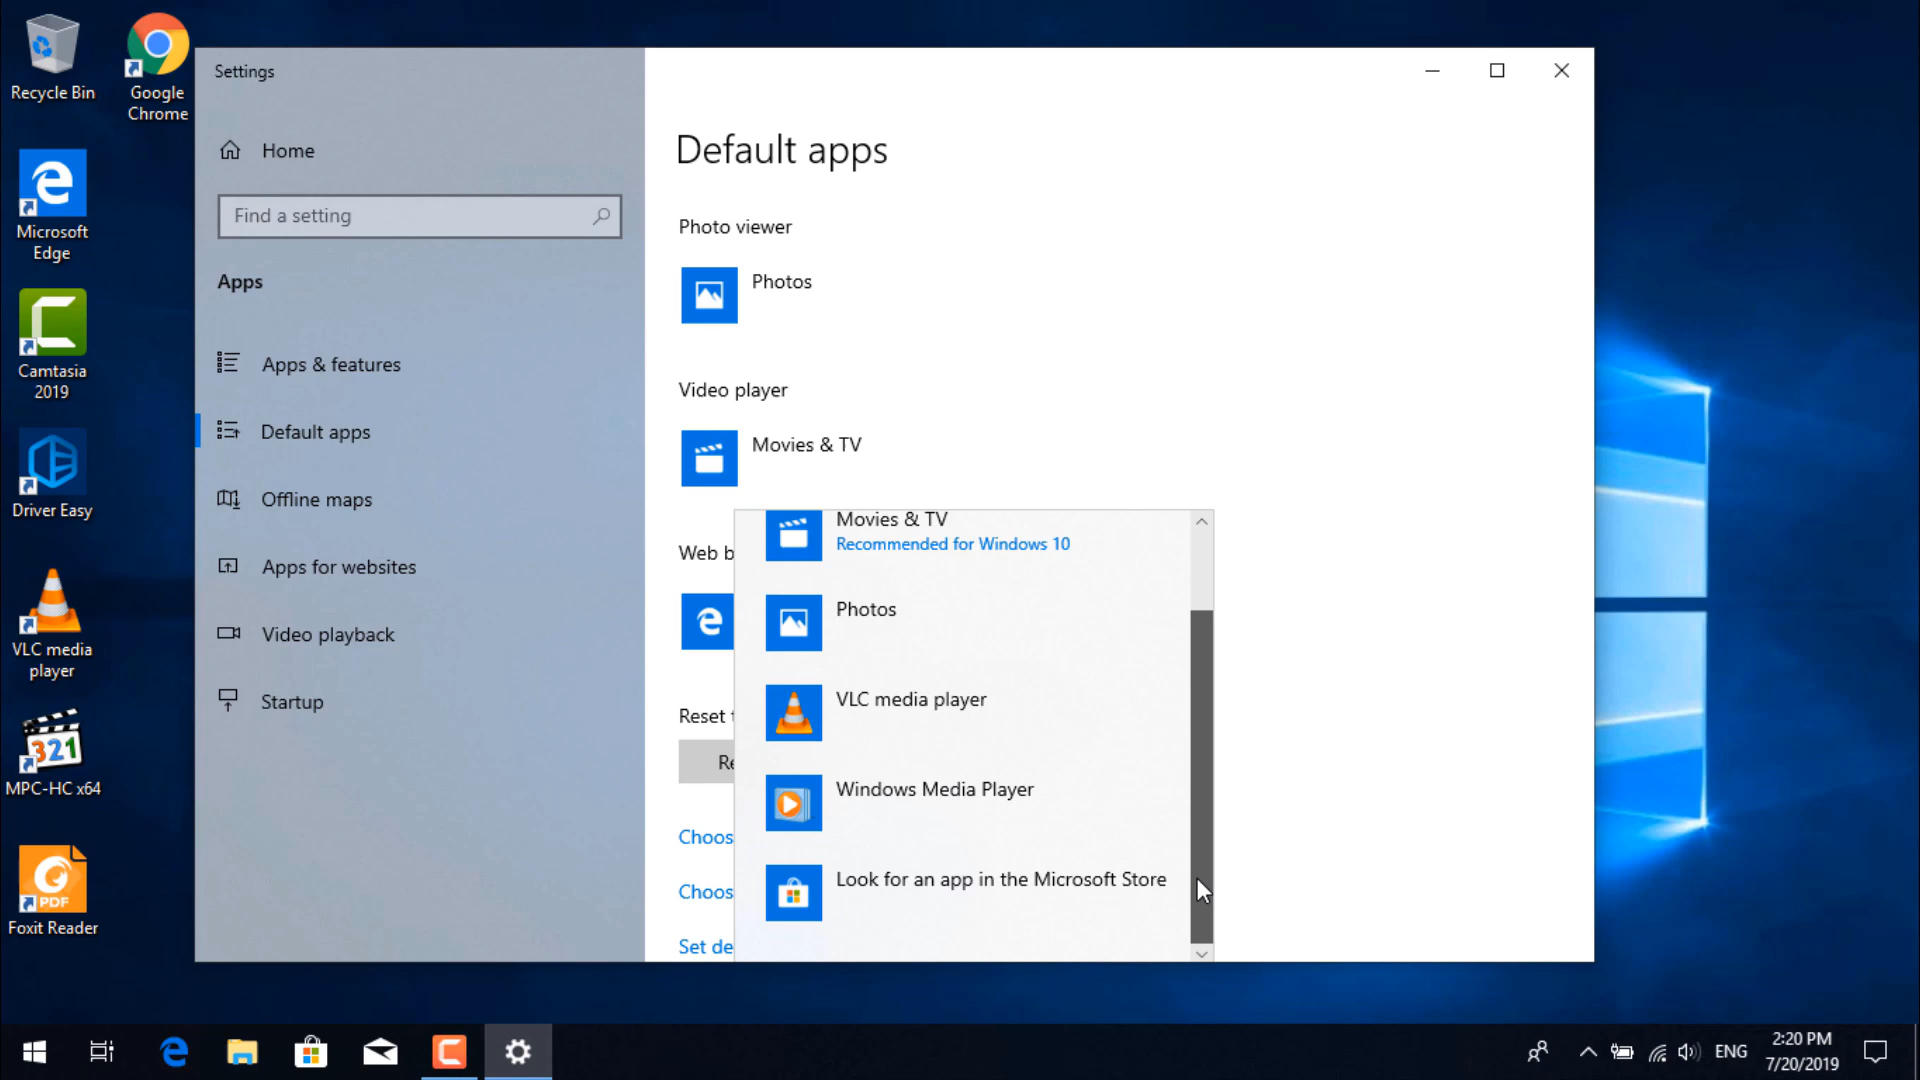 Recycle Bin
Google
Chrome
Microsoft
Edge
Camtasia
2019
Driver Easy
VLC media
player
321
MPC-HC x64
PDF
Foxit Reader
Settings
Home
Find a setting
Apps
Apps & features
Default apps
Offline maps
Apps for websites
Video playback
Startup
Default apps
Photo viewer
Photos
Video player
Movies & TV
Web b
Reset t
Re
Choos
Choos
Set de
Movies & TV
Recommended for Windows 10
Photos
VLC media player
Windows Media Player
Look for an app in the Microsoft Store
ENG
2:20 PM
7/20/2019